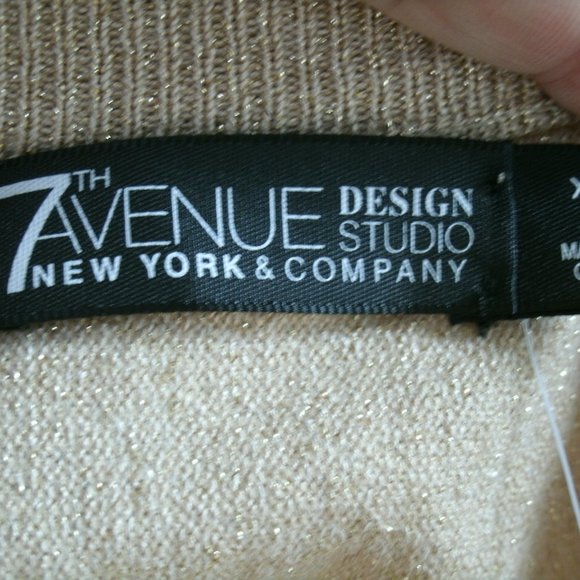 7TH AVENUE DESIGN STUDIO
NEW YORK & COMPANY